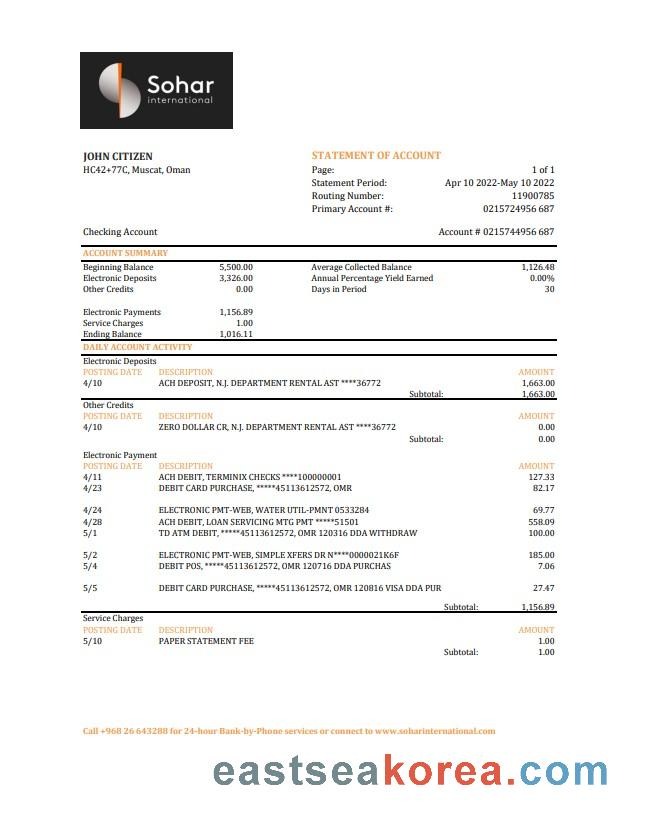 Sohar
international
JOHN CITIZEN
HC42+77C, Muscat, Oman
STATEMENT OF ACCOUNT
Page: 1 of 1
Statement Period: Apr 10 2022-May 10 2022
Routing Number: 11900785
Primary Account #: 0215724956 687
Checking Account Account # 0215744956 687
ACCOUNT SUMMARY
Beginning Balance 5,500.00 Average Collected Balance 1,126.48
Electronic Deposits 3,326.00 Annual Percentage Yield Earned 0.00%
Other Credits 0.00 Days in Period 30
Electronic Payments 1,156.89
Service Charges 1.00
Ending Balance 1,016.11
DAILY ACCOUNT ACTIVITY
Electronic Deposits
POSTING DATE DESCRIPTION AMOUNT
4/10 ACH DEPOSIT, N.J. DEPARTMENT RENTAL AST ****36772 1,663.00
Subtotal: 1,663.00
Other Credits
POSTING DATE DESCRIPTION AMOUNT
4/10 ZERO DOLLAR CR, N.J. DEPARTMENT RENTAL AST ****36772 0.00
Subtotal: 0.00
Electronic Payment
POSTING DATE DESCRIPTION AMOUNT
4/11 ACH DEBIT, TERMINIX CHECKS ****100000001 127.33
4/23 DEBIT CARD PURCHASE, *****45113612572, OMR 82.17
4/24 ELECTRONIC PMT-WEB, WATER UTIL-PMNT 0533284 69.77
4/28 ACH DEBIT, LOAN SERVICING MTG PMT *****51501 558.09
5/1 TD ATM DEBIT, *****45113612572, OMR 120316 DDA WITHDRAW 100.00
5/2 ELECTRONIC PMT-WEB, SIMPLE XFERS DR N****0000021K6F 185.00
5/4 DEBIT POS, *****45113612572, OMR 120716 DDA PURCHAS 7.06
5/5 DEBIT CARD PURCHASE, *****45113612572, OMR 120816 VISA DDA PUR 27.47
Subtotal: 1,156.89
Service Charges
POSTING DATE DESCRIPTION AMOUNT
5/10 PAPER STATEMENT FEE 1.00
Subtotal: 1.00
Call +968 26 643288 for 24-hour Bank-by-Phone services or connect to www.soharinternational.com
eastseakorea.com